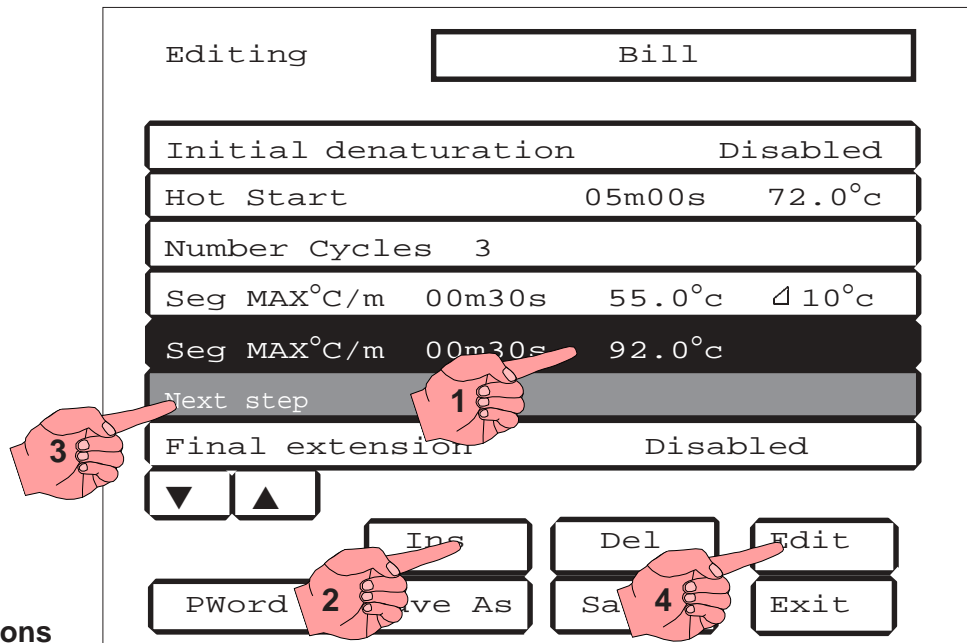 Editing Bill
Initial denaturation Disabled
Hot Start 05m00s 72.0°c
Number Cycles 3
Seg MAX°C/m 00m30s 55.0°c ⊿10°c
Seg MAX°C/m 00m30s 92.0°c
1
Next step
3
Final extension Disabled
▼ ▲
Ins Del Edit
PWord 2 ve As Sa 4 Exit
ons